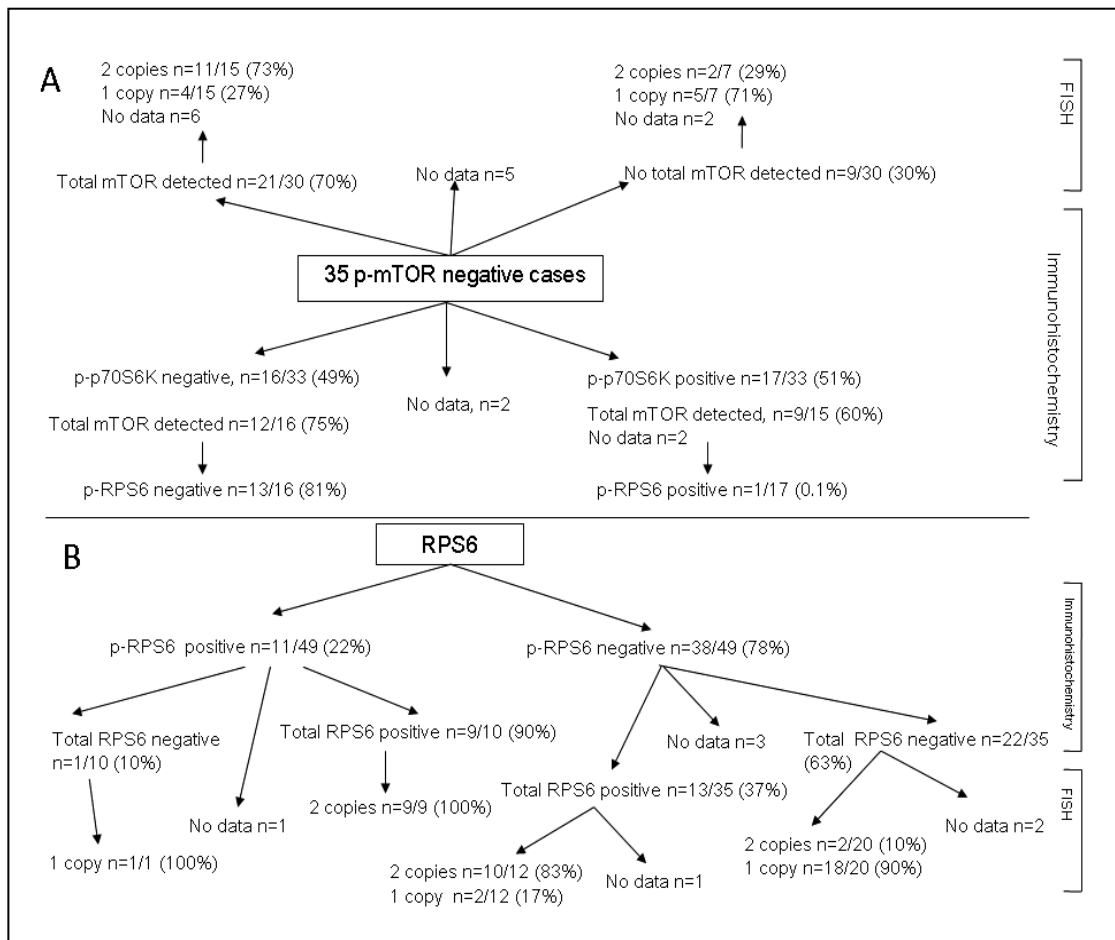 A
2 copies n=11/15 (73%)
1 copy n=4/15 (27%)
No data n=6
2 copies n=2/7 (29%)
1 copy n=5/7 (71%)
No data n=2
FISH
Total mTOR detected n=21/30 (70%)
No data n=5
No total mTOR detected n=9/30 (30%)
35 p-mTOR negative cases
Immunohistochemistry
p-p70S6K negative, n=16/33 (49%)
No data, n=2
p-p70S6K positive n=17/33 (51%)
Total mTOR detected n=12/16 (75%)
Total mTOR detected, n=9/15 (60%)
No data n=2
p-RPS6 negative n=13/16 (81%)
p-RPS6 positive n=1/17 (0.1%)
B
RPS6
Immunohistochemistry
p-RPS6 positive n=11/49 (22%)
p-RPS6 negative n=38/49 (78%)
Total RPS6 negative
n=1/10 (10%)
No data n=1
Total RPS6 positive n=9/10 (90%)
No data n=3
Total RPS6 negative n=22/35
(63%)
FISH
2 copies n=9/9 (100%)
Total RPS6 positive n=13/35 (37%)
1 copy n=1/1 (100%)
2 copies n=10/12 (83%)
1 copy n=2/12 (17%)
No data n=1
2 copies n=2/20 (10%)
1 copy n=18/20 (90%)
No data n=2